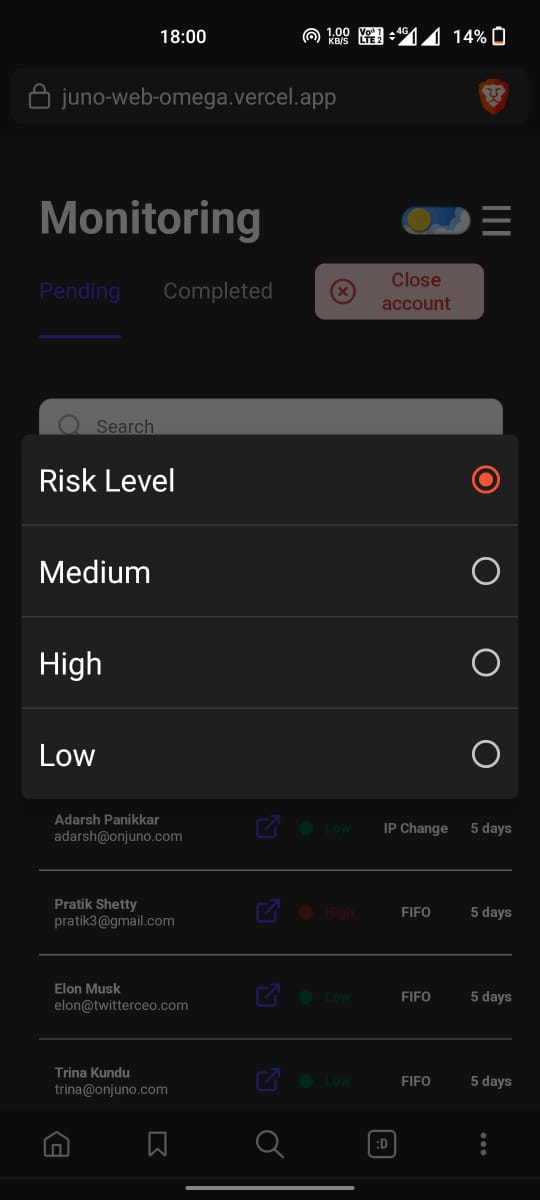 18:00
1.00
KB/S
Vo 1
LTE 2
4G
14%
juno-web-omega.vercel.app
Monitoring
Pending
Completed
Close
account
Search
Risk Level
Medium
High
Low
Adarsh Panikkar
adarsh@onjuno.com
Low
IP Change
5 days
Pratik Shetty
pratik3@gmail.com
High
FIFO
5 days
Elon Musk
elon@twitterceo.com
Low
FIFO
5 days
Trina Kundu
trina@onjuno.com
Low
FIFO
5 days
:D